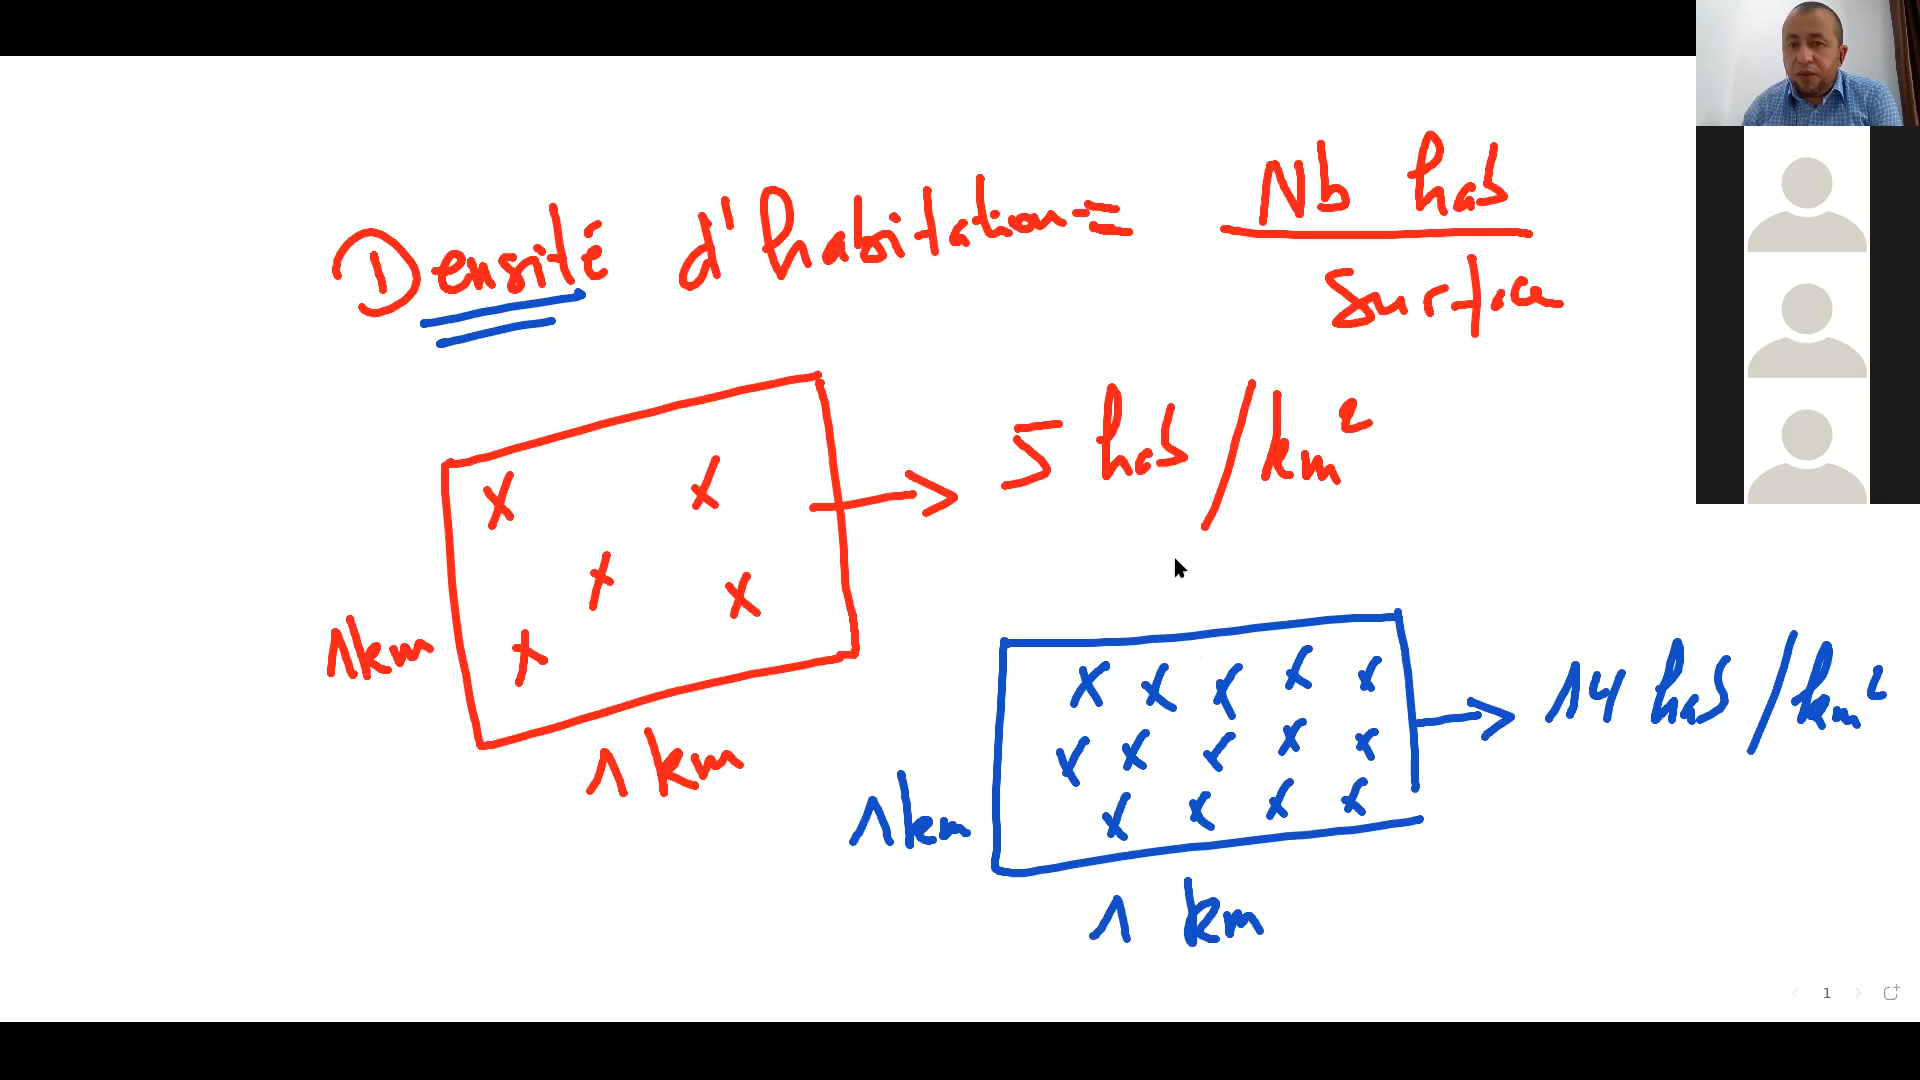 Densité d'habitation = Nb hab
Surface
5 hab/km²
1km
1 km
14 hab/km²
1km
1 km
1